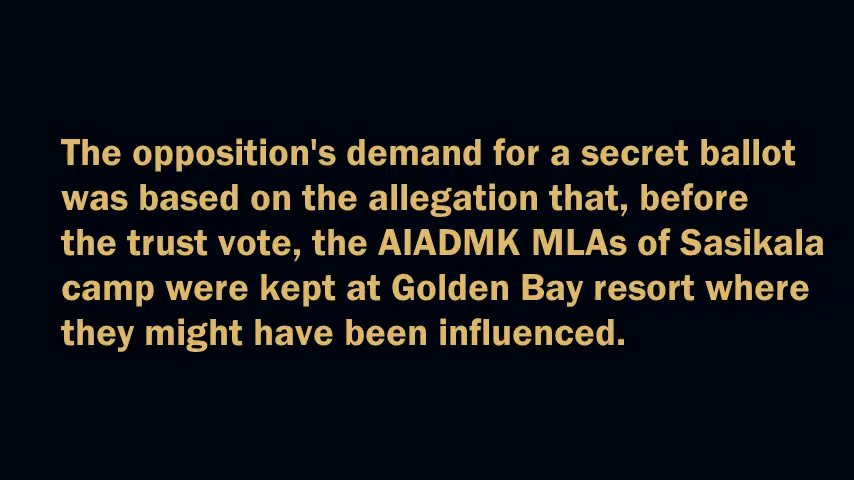 The opposition's demand for a secret ballot
was based on the allegation that, before
the trust vote, the AIADMK MLAs of Sasikala
camp were kept at Golden Bay resort where
they might have been influenced.